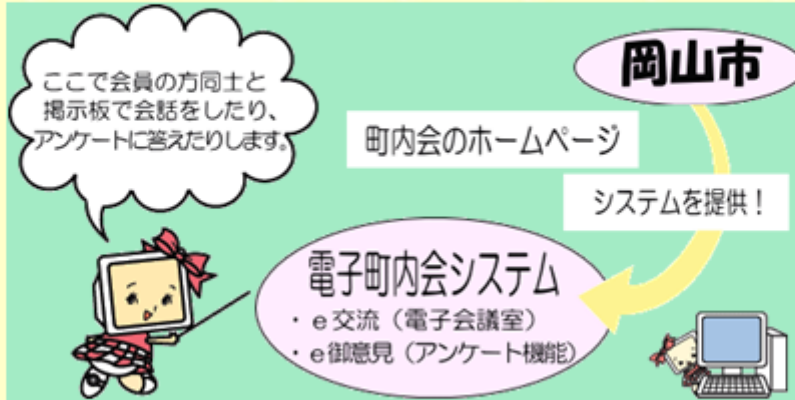 ここで会員の方同士と
掲示板で会話をしたり、
アンケートに答えたりします。
岡山市
町内会のホームページ
システムを提供！
電子町内会システム
・ｅ交流（電子会議室）
・ｅ御意見（アンケート機能）